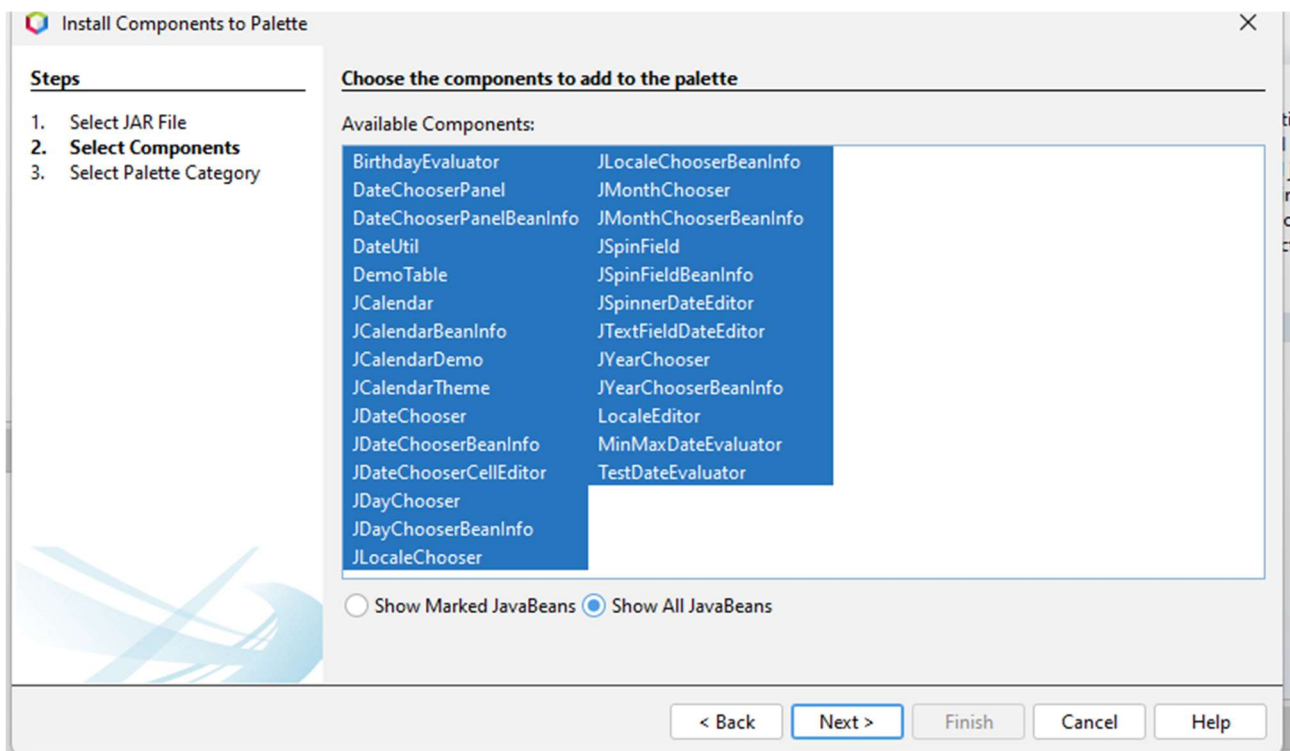 Install Components to Palette
Steps
1. Select JAR File
2. Select Components
3. Select Palette Category
Choose the components to add to the palette
Available Components:
BirthdayEvaluator
DateChooserPanel
DateChooserPanelBeanInfo
DateUtil
DemoTable
JCalendar
JCalendarBeanInfo
JCalendarDemo
JCalendarTheme
JDateChooser
JDateChooserBeanInfo
JDateChooserCellEditor
JDayChooser
JDayChooserBeanInfo
JLocaleChooser
JLocaleChooserBeanInfo
JMonthChooser
JMonthChooserBeanInfo
JSpinField
JSpinFieldBeanInfo
JSpinnerDateEditor
JTextFieldDateEditor
JYearChooser
JYearChooserBeanInfo
LocaleEditor
MinMaxDateEvaluator
TestDateEvaluator
Show Marked JavaBeans Show All JavaBeans
< Back Next > Finish Cancel Help